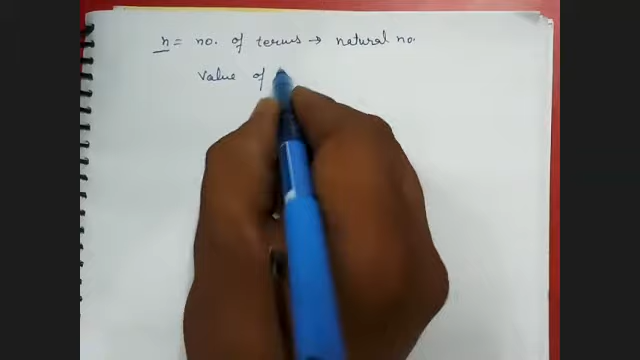 n = no. of terms → natural no.
Value of